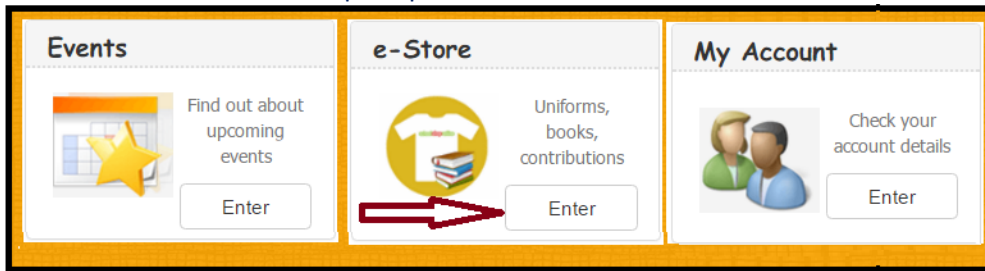 Events
Find out about
upcoming
events
Enter
e-Store
Uniforms,
books,
contributions
Enter
My Account
Check your
account details
Enter